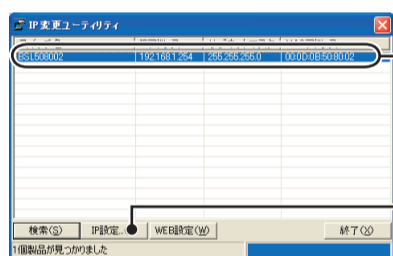 IP変更ユーティリティ
BSL508002 192.168.1.254 255.255.255.0 00:0D:0B:50:80:02
検索(S) IP設定... WEB設定(W) 終了(X)
1個製品が見つかりました